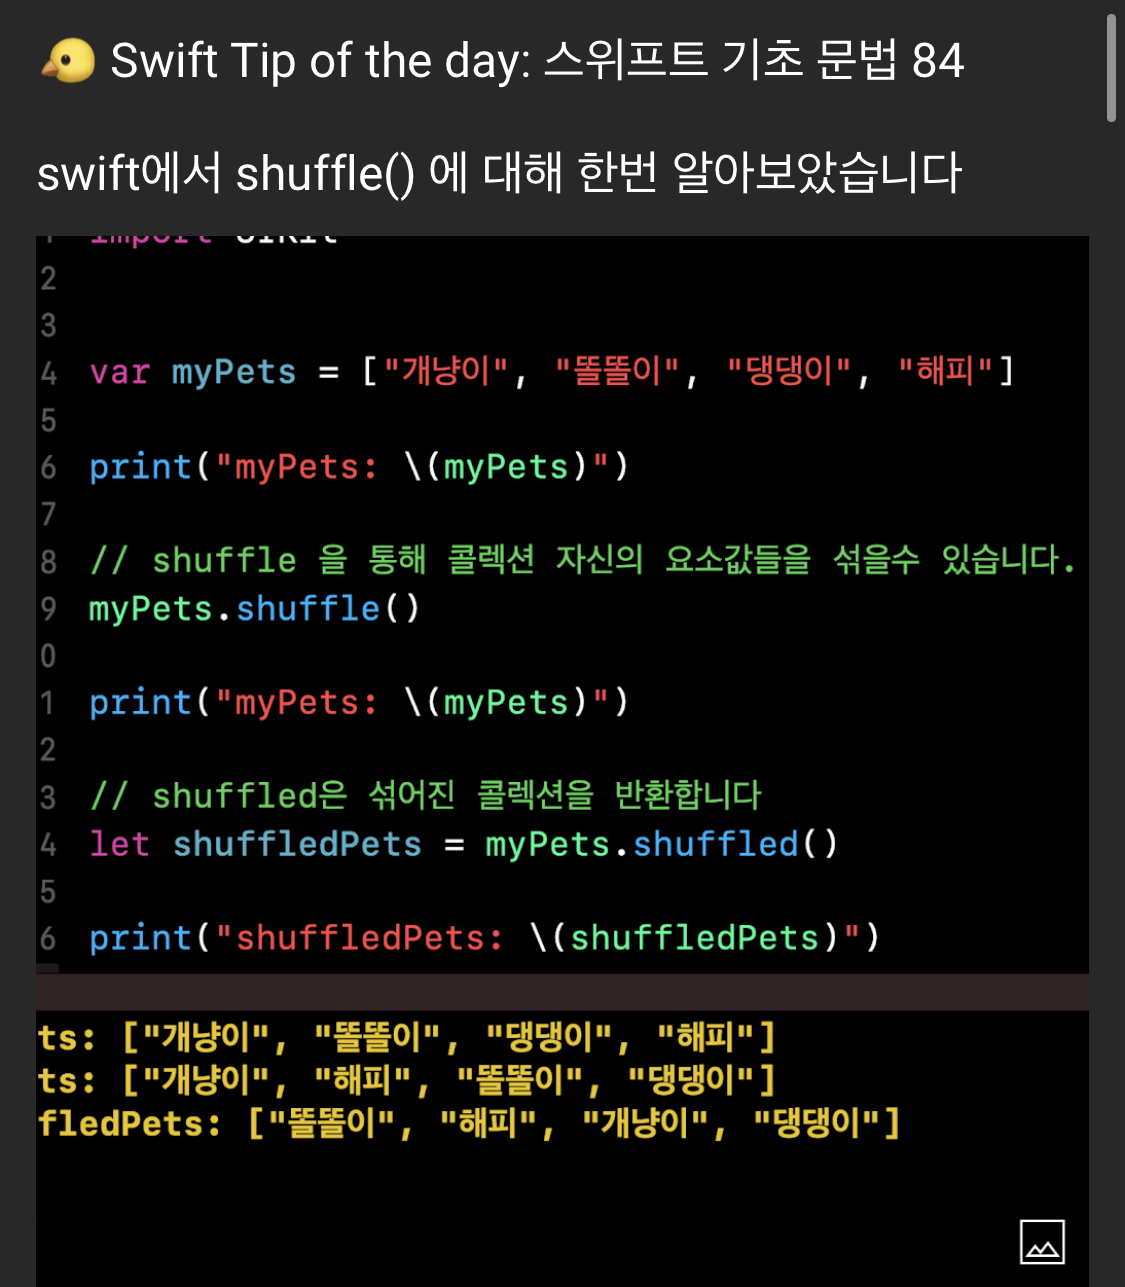 🐤 Swift Tip of the day: 스위프트 기초 문법 84
swift에서 shuffle() 에 대해 한번 알아보았습니다
1 import UIKit
2
3
4 var myPets = ["개냥이", "똘똘이", "댕댕이", "해피"]
5
6 print("myPets: \(myPets)")
7
8 // shuffle 을 통해 콜렉션 자신의 요소값들을 섞을수 있습니다.
9 myPets.shuffle()
0
1 print("myPets: \(myPets)")
2
3 // shuffled은 섞어진 콜렉션을 반환합니다
4 let shuffledPets = myPets.shuffled()
5
6 print("shuffledPets: \(shuffledPets)")
ts: ["개냥이", "똘똘이", "댕댕이", "해피"]
ts: ["개냥이", "해피", "똘똘이", "댕댕이"]
fledPets: ["똘똘이", "해피", "개냥이", "댕댕이"]